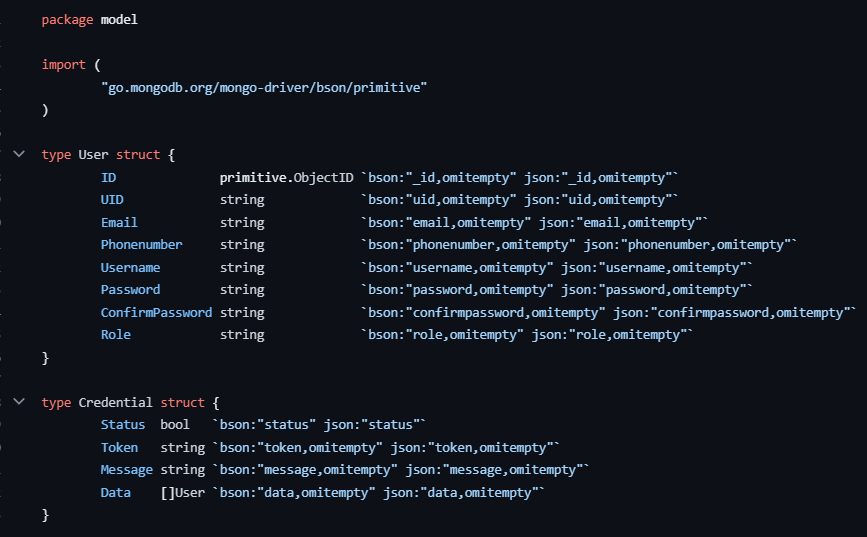 package model
import (
"go.mongodb.org/mongo-driver/bson/primitive"
)
type User struct {
ID primitive.ObjectID `bson:"_id,omitempty" json:"_id,omitempty"`
UID string `bson:"uid,omitempty" json:"uid,omitempty"`
Email string `bson:"email,omitempty" json:"email,omitempty"`
Phonenumber string `bson:"phonenumber,omitempty" json:"phonenumber,omitempty"`
Username string `bson:"username,omitempty" json:"username,omitempty"`
Password string `bson:"password,omitempty" json:"password,omitempty"`
ConfirmPassword string `bson:"confirmpassword,omitempty" json:"confirmpassword,omitempty"`
Role string `bson:"role,omitempty" json:"role,omitempty"`
}
type Credential struct {
Status bool `bson:"status" json:"status"`
Token string `bson:"token,omitempty" json:"token,omitempty"`
Message string `bson:"message,omitempty" json:"message,omitempty"`
Data []User `bson:"data,omitempty" json:"data,omitempty"`
}